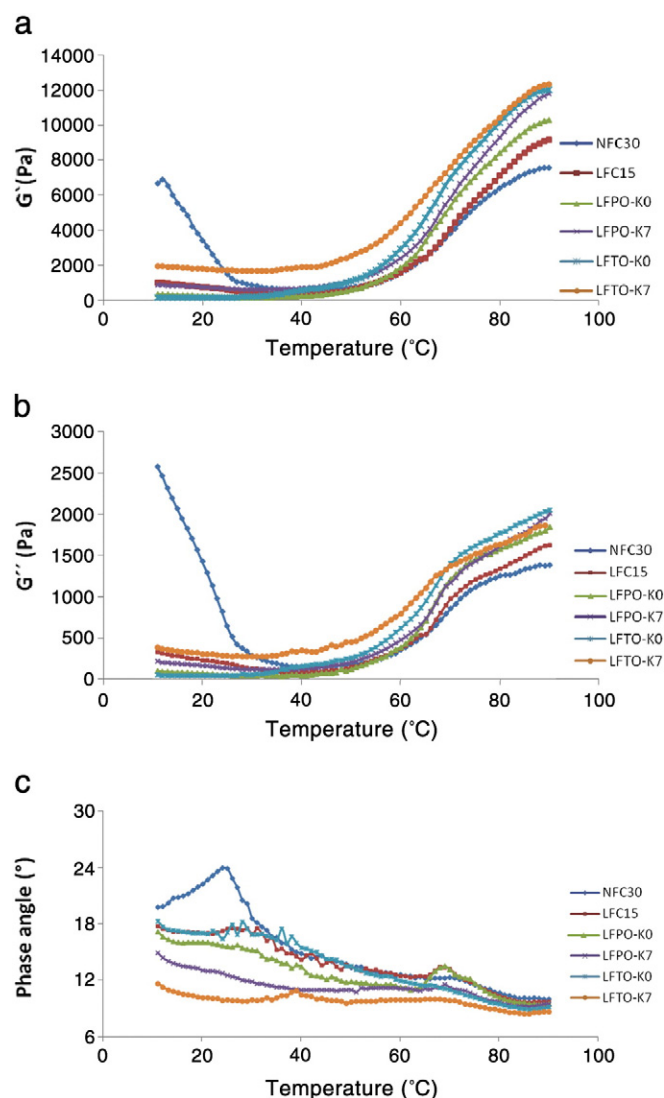 a
14000
12000
10000
8000
6000
4000
2000
0
G`(Pa)
0 20 40 60 80 100
Temperature (°C)
NFC30
LFC15
LFPO-K0
LFPO-K7
LFTO-K0
LFTO-K7
b
3000
2500
2000
1500
1000
500
0
G´´ (Pa)
0 20 40 60 80 100
Temperature (°C)
NFC30
LFC15
LFPO-K0
LFPO-K7
LFTO-K0
LFTO-K7
c
30
24
18
12
6
Phase angle (°)
0 20 40 60 80 100
Temperature (°C)
NFC30
LFC15
LFPO-K0
LFPO-K7
LFTO-K0
LFTO-K7